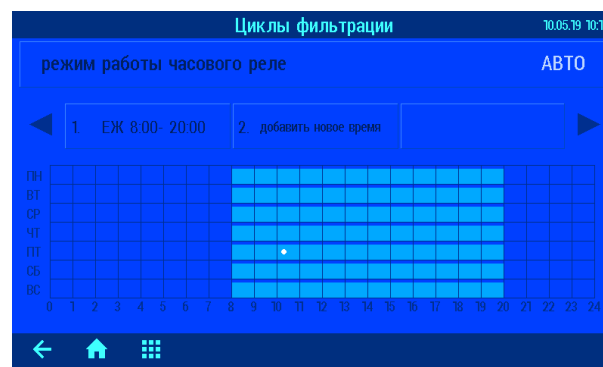 Циклы фильтрации
10.05.19 10:1
режим работы часового реле
АВТО
1. ЕЖ 8:00- 20:00
2. добавить новое время
ПН
ВТ
СР
ЧТ
ПТ
СБ
ВС
0 1 2 3 4 5 6 7 8 9 10 11 12 13 14 15 16 17 18 19 20 21 22 23 24